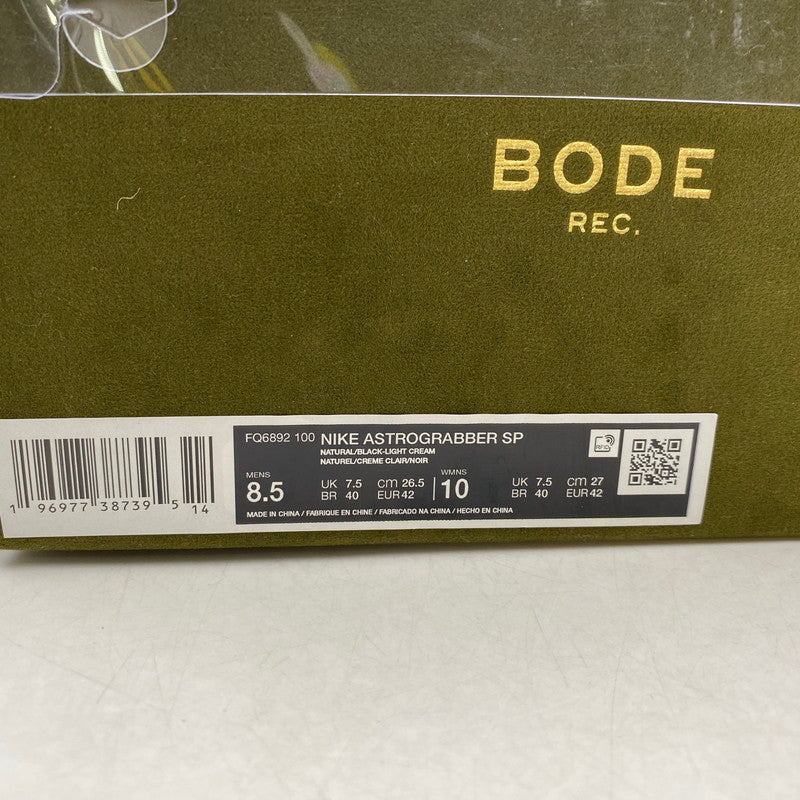 BODE
REC.
FQ6892 100 NIKE ASTROGRABBER SP
NATURAL/BLACK-LIGHT CREAM
NATUREL/CREME CLAIR/NOIR
MENS
8.5
UK 7.5 CM 26.5
BR 40 EUR 42
WMNS
10
UK 7.5 CM 27
BR 40 EUR 42
MADE IN CHINA / FABRIQUE EN CHINE / FABRICADO NA CHINA / HECHO EN CHINA
1 96977 38739 5 14
RFID